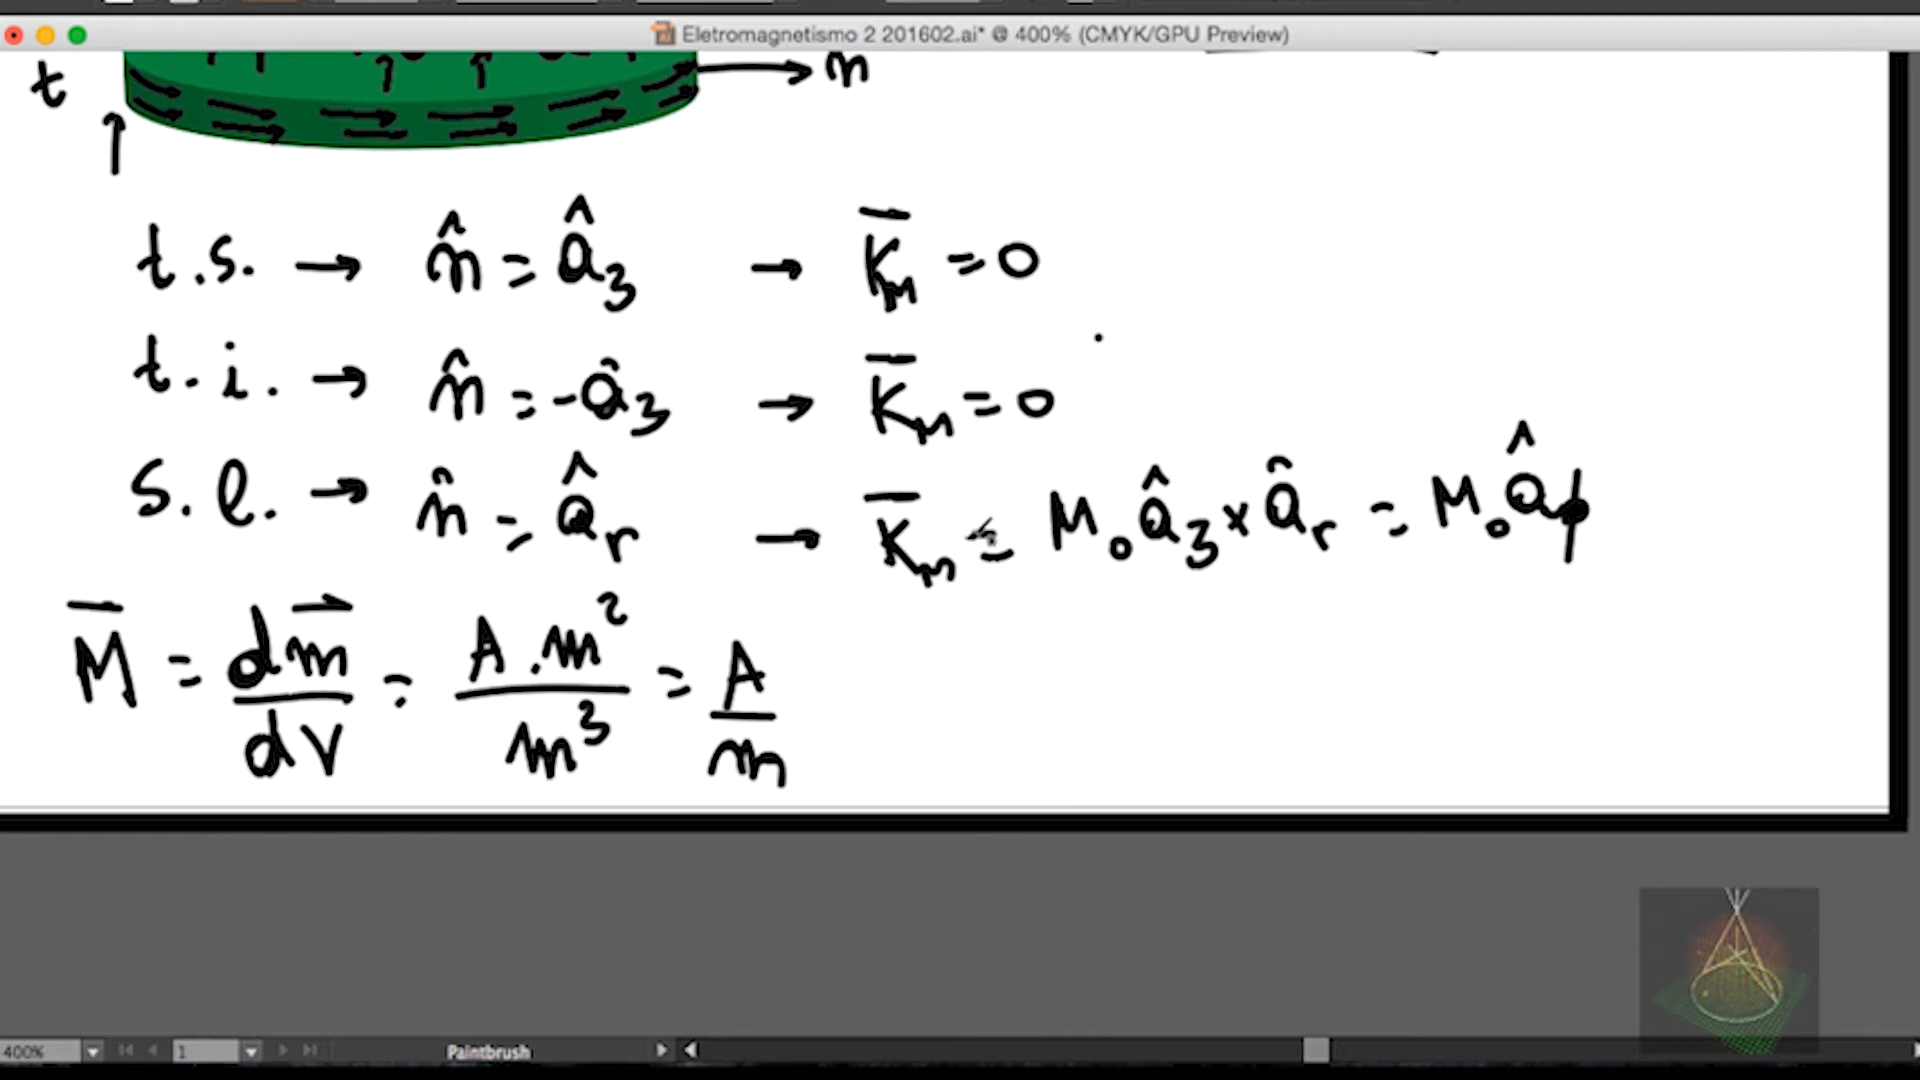 Eletromagnetismo 2 201602.ai* @ 400% (CMYK/GPU Preview)
t
n
t.s. → n̂ = â₃ → K̅ₘ = 0
t.i. → n̂ = -â₃ → K̅ₘ = 0
s.l. → n̂ = âᵣ → K̅ₘ = M₀ â₃ × âᵣ = M₀ âϕ
M̅ = dm⃗/dV = A.m²/m³ = A/m
400% 1 Paintbrush